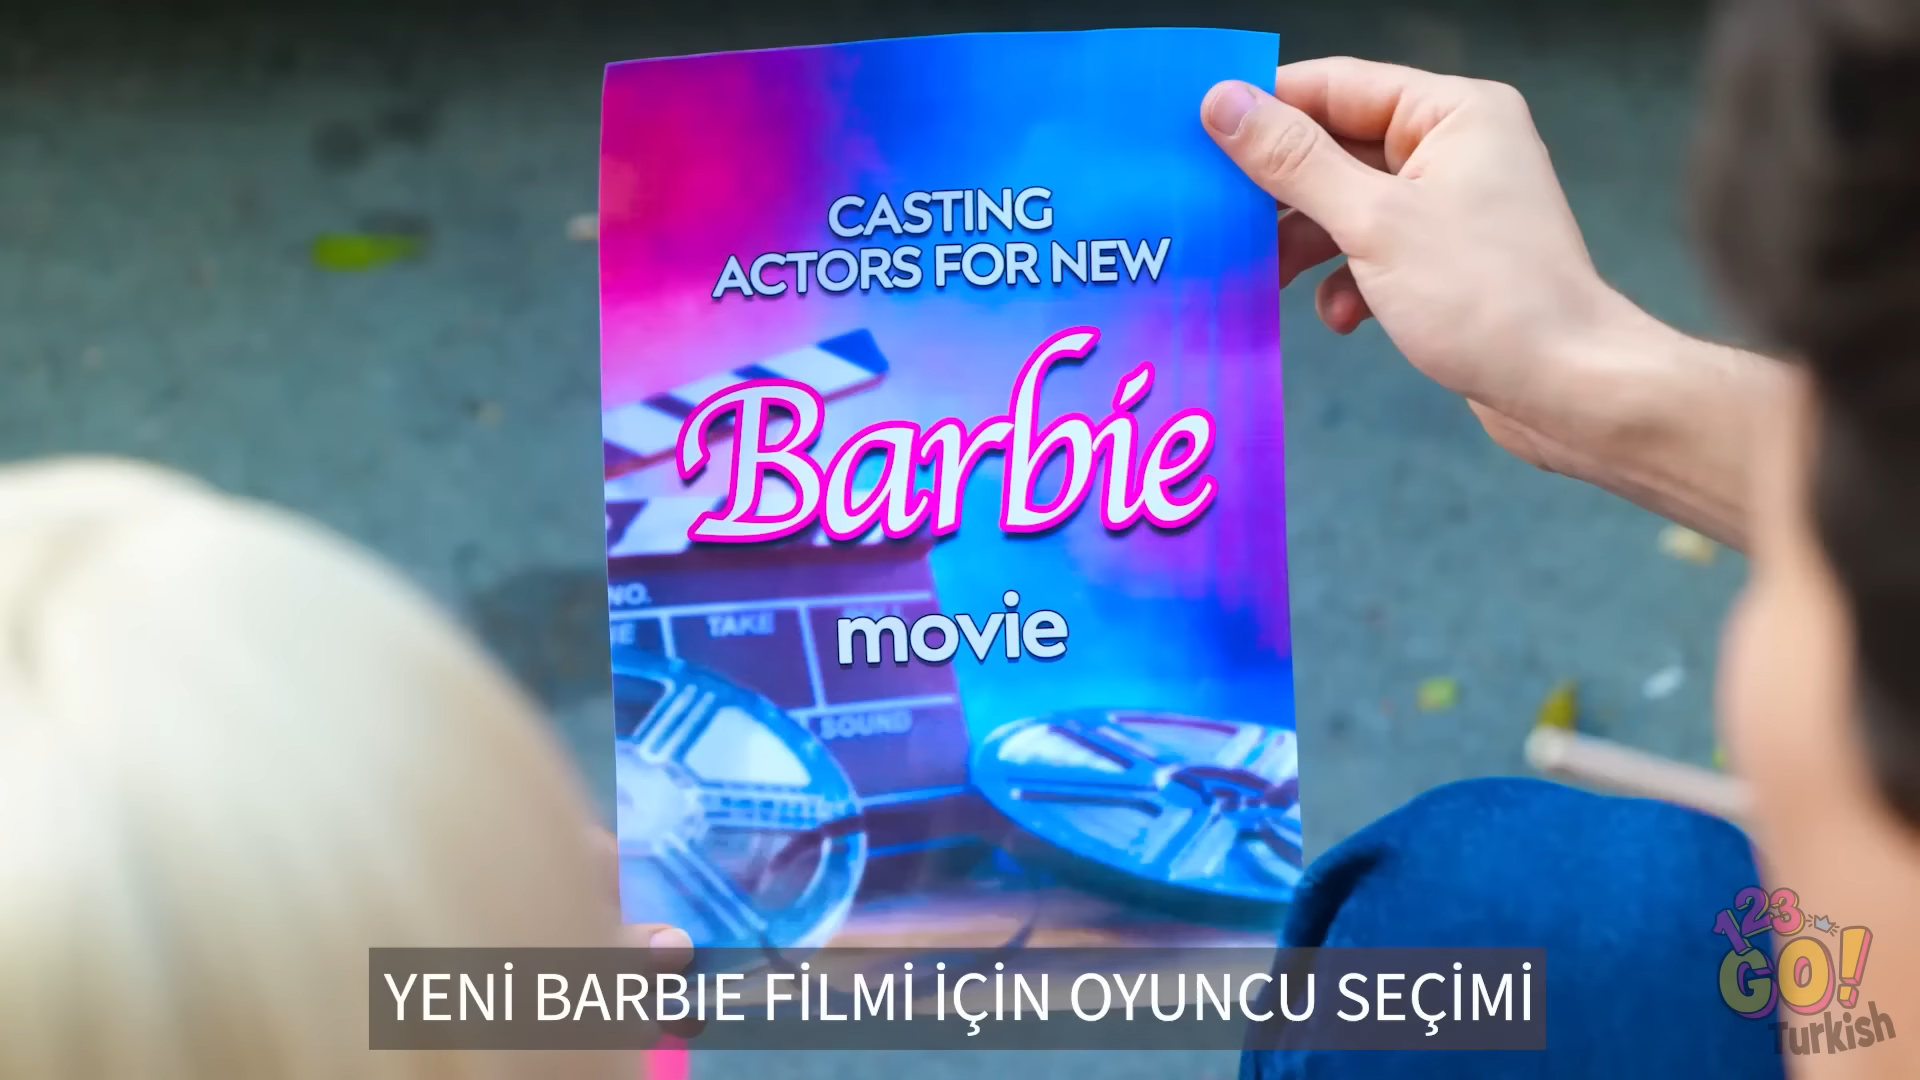 CASTING
ACTORS FOR NEW
Barbie
movie
NO.
TAKE
ROLL
SOUND
YENİ BARBIE FİLMİ İÇİN OYUNCU SEÇİMİ
123
GO!
Turkish